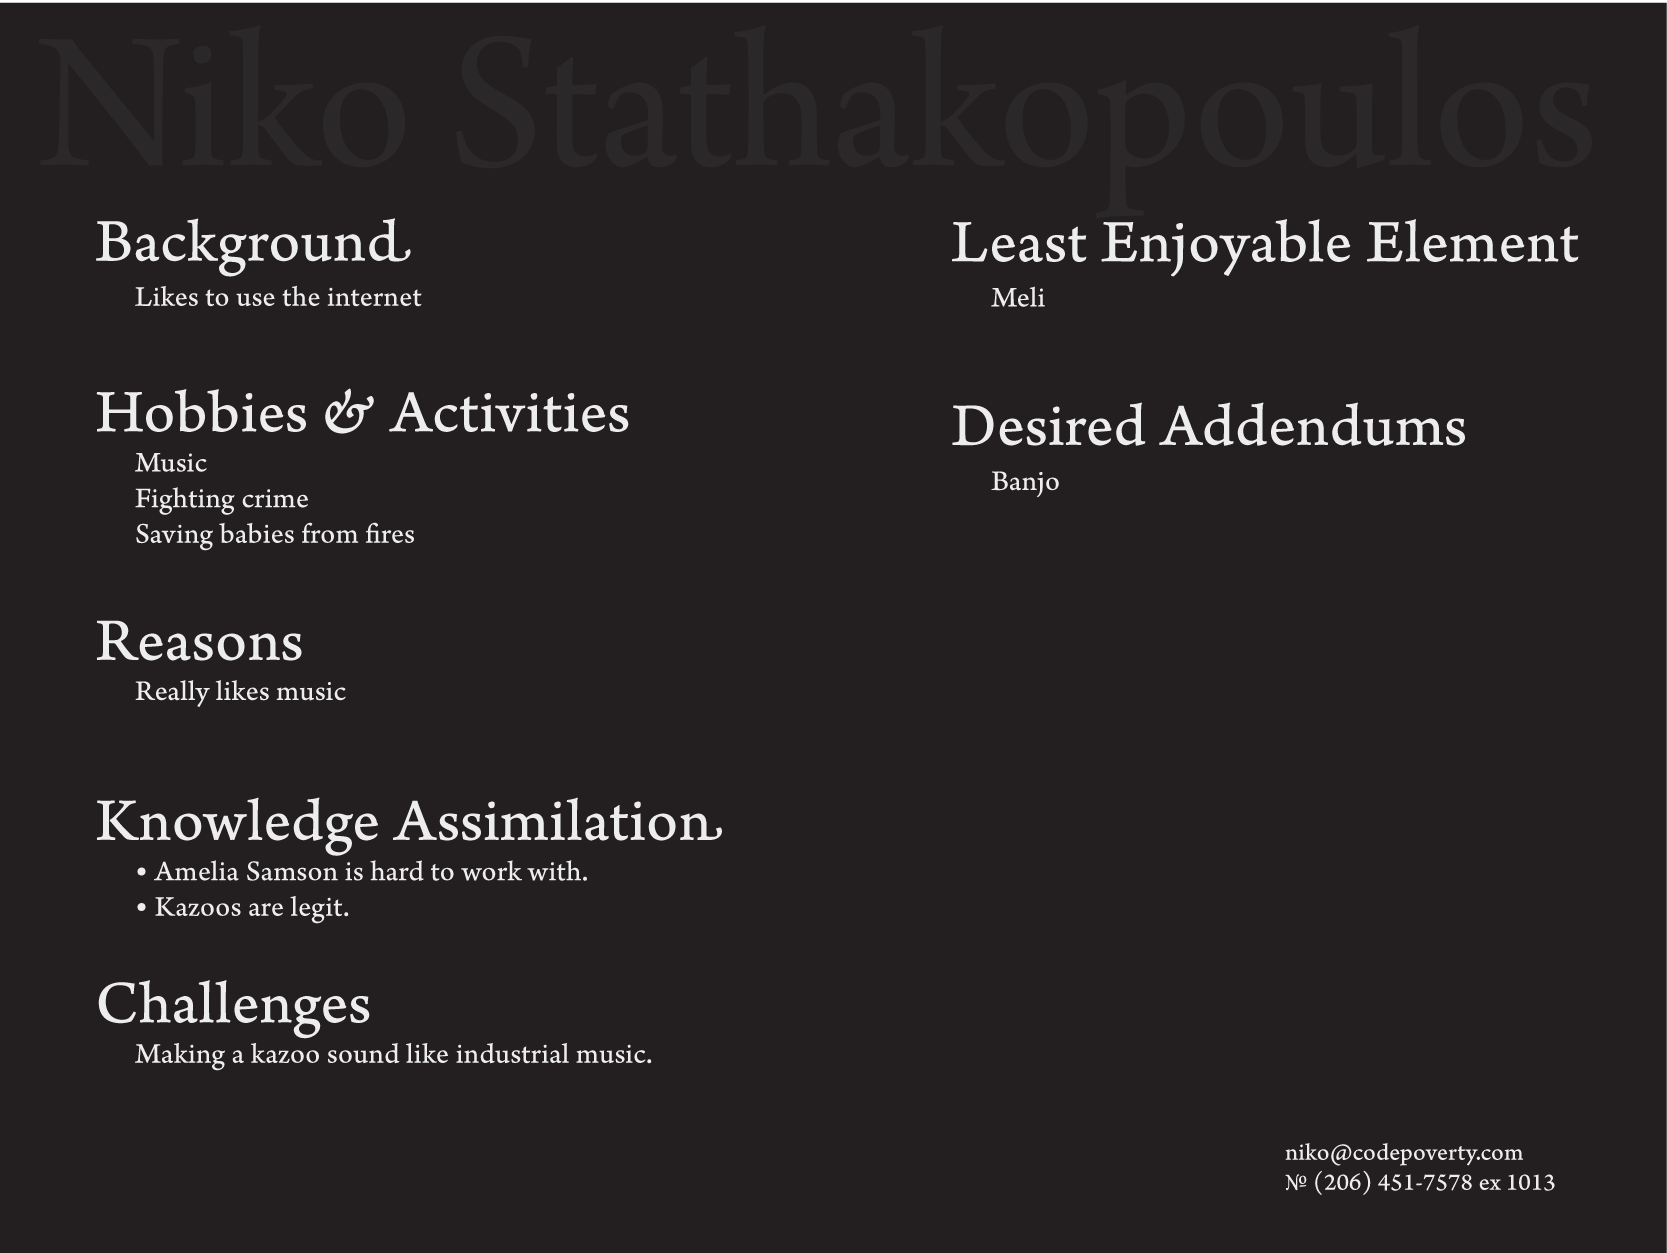 Niko Stathakopoulos
Background
Likes to use the internet
Hobbies & Activities
Music
Fighting crime
Saving babies from fires
Reasons
Really likes music
Knowledge Assimilation
• Amelia Samson is hard to work with.
• Kazoos are legit.
Challenges
Making a kazoo sound like industrial music.
Least Enjoyable Element
Meli
Desired Addendums
Banjo
niko@codepoverty.com
№ (206) 451-7578 ex 1013